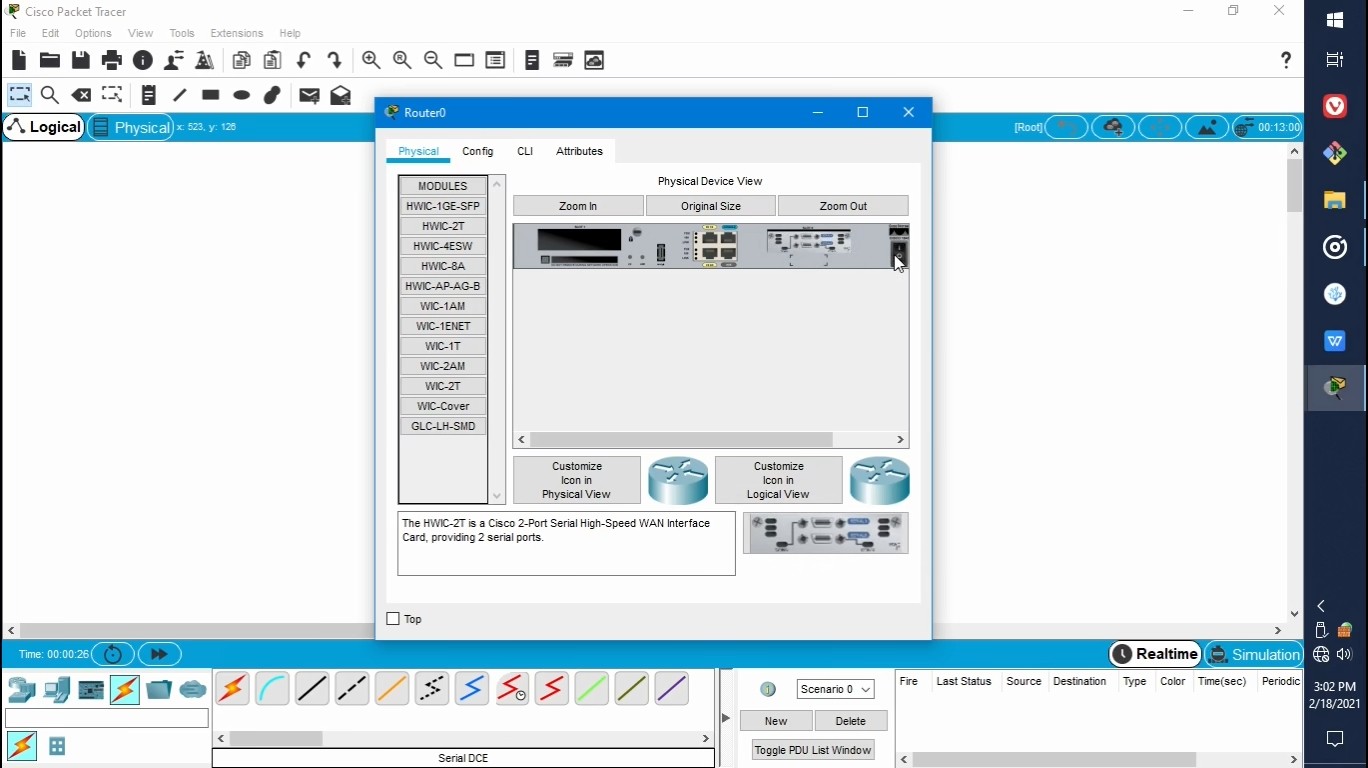 Cisco Packet Tracer
File Edit Options View Tools Extensions Help
Logical
Physical x: 523, y: 126
[Root]
00:13:00
Router0
Physical Config CLI Attributes
MODULES
HWIC-1GE-SFP
HWIC-2T
HWIC-4ESW
HWIC-8A
HWIC-AP-AG-B
WIC-1AM
WIC-1ENET
WIC-1T
WIC-2AM
WIC-2T
WIC-Cover
GLC-LH-SMD
Physical Device View
Zoom In Original Size Zoom Out
Customize
Icon in
Physical View
Customize
Icon in
Logical View
The HWIC-2T is a Cisco 2-Port Serial High-Speed WAN Interface
Card, providing 2 serial ports.
Top
Time: 00:00:26
Realtime
Simulation
Serial DCE
Scenario 0
New Delete
Toggle PDU List Window
Fire Last Status Source Destination Type Color Time(sec) Periodic
3:02 PM
2/18/2021